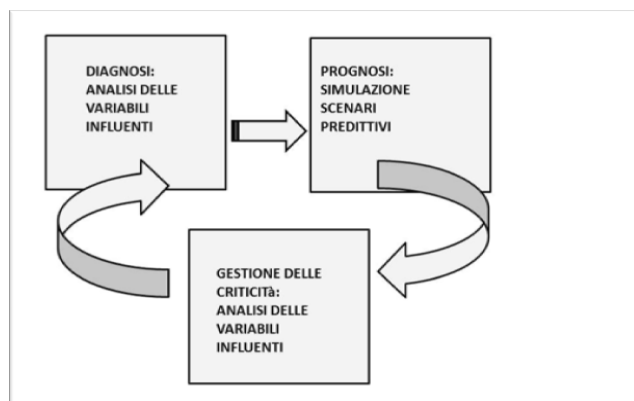 DIAGNOSI:
ANALISI DELLE
VARIABILI
INFLUENTI
PROGNOSI:
SIMULAZIONE
SCENARI
PREDITTIVI
GESTIONE DELLE
CRITICITà:
ANALISI DELLE
VARIABILI
INFLUENTI